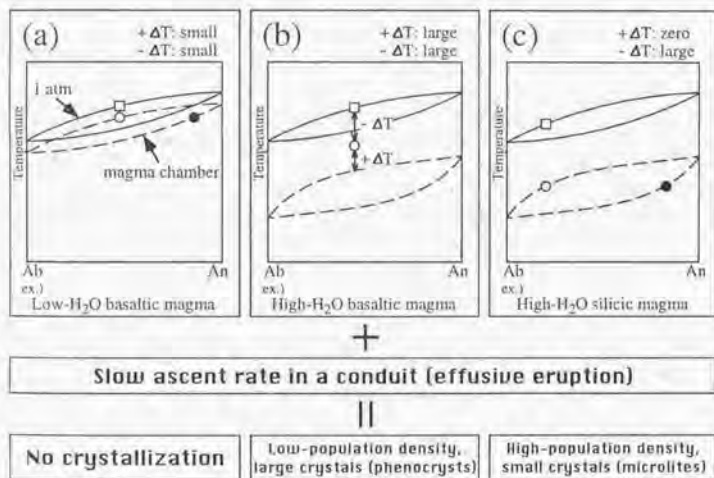 (a)
+ ΔT: small
- ΔT: small
1 atm
Temperature
magma chamber
Ab
An
(ex.)
Low-H₂O basaltic magma
(b)
+ ΔT: large
- ΔT: large
Temperature
- ΔT
+ ΔT
Ab
An
(ex.)
High-H₂O basaltic magma
(c)
+ ΔT: zero
- ΔT: large
Temperature
Ab
An
(ex.)
High-H₂O silicic magma
+
Slow ascent rate in a conduit (effusive eruption)
||
No crystallization
Low-population density,
large crystals (phenocrysts)
High-population density,
small crystals (microlites)